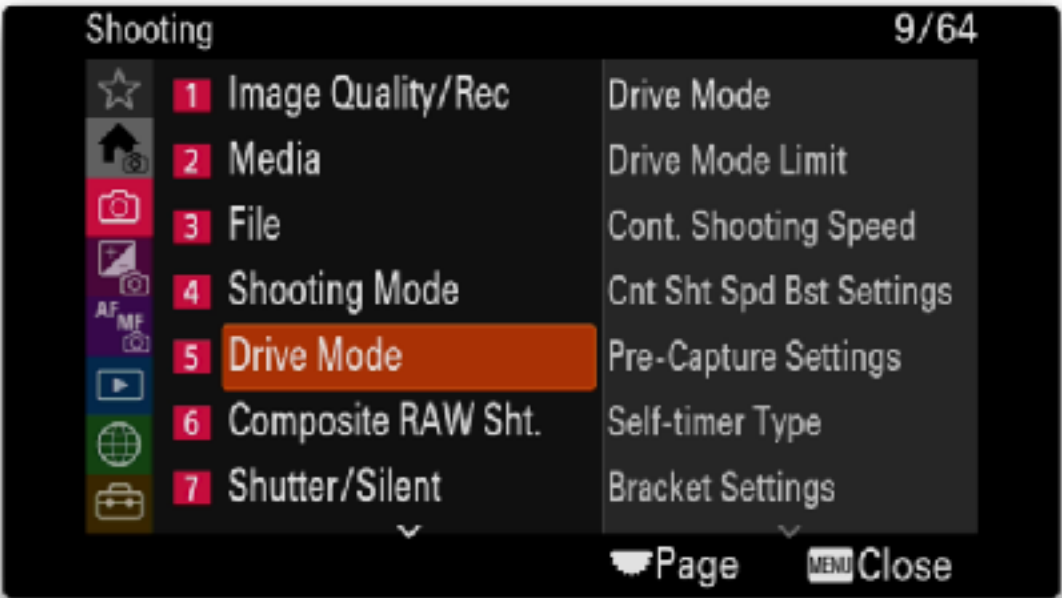 Shooting 9/64
1 Image Quality/Rec
2 Media
3 File
4 Shooting Mode
5 Drive Mode
6 Composite RAW Sht.
7 Shutter/Silent
AF MF
Drive Mode
Drive Mode Limit
Cont. Shooting Speed
Cnt Sht Spd Bst Settings
Pre-Capture Settings
Self-timer Type
Bracket Settings
Page MENU Close